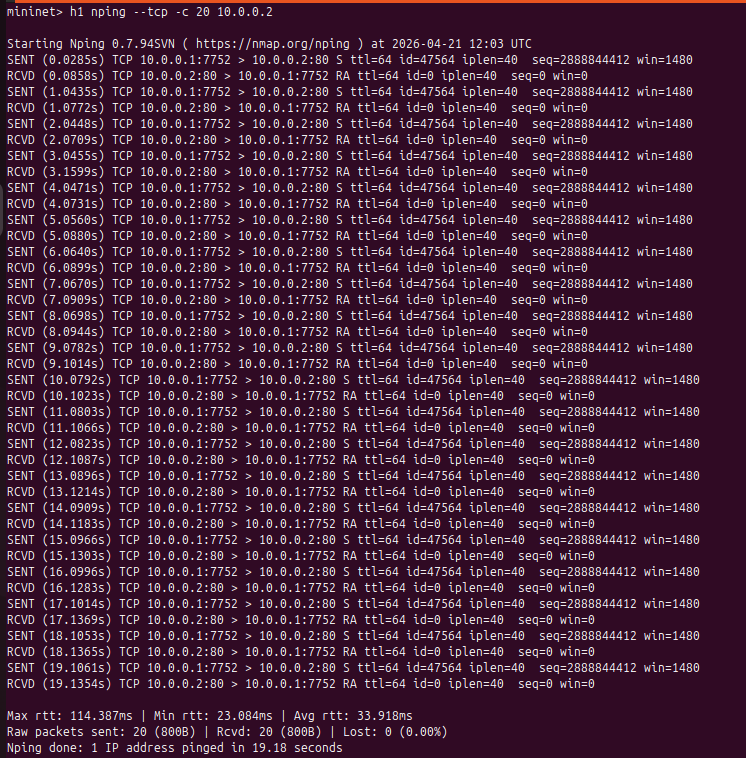 mininet> h1 nping --tcp -c 20 10.0.0.2

Starting Nping 0.7.94SVN ( https://nmap.org/nping ) at 2026-04-21 12:03 UTC
SENT (0.0285s) TCP 10.0.0.1:7752 > 10.0.0.2:80 S ttl=64 id=47564 iplen=40  seq=2888844412 win=1480
RCVD (0.0858s) TCP 10.0.0.2:80 > 10.0.0.1:7752 RA ttl=64 id=0 iplen=40  seq=0 win=0
SENT (1.0435s) TCP 10.0.0.1:7752 > 10.0.0.2:80 S ttl=64 id=47564 iplen=40  seq=2888844412 win=1480
RCVD (1.0772s) TCP 10.0.0.2:80 > 10.0.0.1:7752 RA ttl=64 id=0 iplen=40  seq=0 win=0
SENT (2.0448s) TCP 10.0.0.1:7752 > 10.0.0.2:80 S ttl=64 id=47564 iplen=40  seq=2888844412 win=1480
RCVD (2.0709s) TCP 10.0.0.2:80 > 10.0.0.1:7752 RA ttl=64 id=0 iplen=40  seq=0 win=0
SENT (3.0455s) TCP 10.0.0.1:7752 > 10.0.0.2:80 S ttl=64 id=47564 iplen=40  seq=2888844412 win=1480
RCVD (3.1599s) TCP 10.0.0.2:80 > 10.0.0.1:7752 RA ttl=64 id=0 iplen=40  seq=0 win=0
SENT (4.0471s) TCP 10.0.0.1:7752 > 10.0.0.2:80 S ttl=64 id=47564 iplen=40  seq=2888844412 win=1480
RCVD (4.0731s) TCP 10.0.0.2:80 > 10.0.0.1:7752 RA ttl=64 id=0 iplen=40  seq=0 win=0
SENT (5.0560s) TCP 10.0.0.1:7752 > 10.0.0.2:80 S ttl=64 id=47564 iplen=40  seq=2888844412 win=1480
RCVD (5.0880s) TCP 10.0.0.2:80 > 10.0.0.1:7752 RA ttl=64 id=0 iplen=40  seq=0 win=0
SENT (6.0640s) TCP 10.0.0.1:7752 > 10.0.0.2:80 S ttl=64 id=47564 iplen=40  seq=2888844412 win=1480
RCVD (6.0899s) TCP 10.0.0.2:80 > 10.0.0.1:7752 RA ttl=64 id=0 iplen=40  seq=0 win=0
SENT (7.0670s) TCP 10.0.0.1:7752 > 10.0.0.2:80 S ttl=64 id=47564 iplen=40  seq=2888844412 win=1480
RCVD (7.0909s) TCP 10.0.0.2:80 > 10.0.0.1:7752 RA ttl=64 id=0 iplen=40  seq=0 win=0
SENT (8.0698s) TCP 10.0.0.1:7752 > 10.0.0.2:80 S ttl=64 id=47564 iplen=40  seq=2888844412 win=1480
RCVD (8.0944s) TCP 10.0.0.2:80 > 10.0.0.1:7752 RA ttl=64 id=0 iplen=40  seq=0 win=0
SENT (9.0782s) TCP 10.0.0.1:7752 > 10.0.0.2:80 S ttl=64 id=47564 iplen=40  seq=2888844412 win=1480
RCVD (9.1014s) TCP 10.0.0.2:80 > 10.0.0.1:7752 RA ttl=64 id=0 iplen=40  seq=0 win=0
SENT (10.0792s) TCP 10.0.0.1:7752 > 10.0.0.2:80 S ttl=64 id=47564 iplen=40  seq=2888844412 win=1480
RCVD (10.1023s) TCP 10.0.0.2:80 > 10.0.0.1:7752 RA ttl=64 id=0 iplen=40  seq=0 win=0
SENT (11.0803s) TCP 10.0.0.1:7752 > 10.0.0.2:80 S ttl=64 id=47564 iplen=40  seq=2888844412 win=1480
RCVD (11.1066s) TCP 10.0.0.2:80 > 10.0.0.1:7752 RA ttl=64 id=0 iplen=40  seq=0 win=0
SENT (12.0823s) TCP 10.0.0.1:7752 > 10.0.0.2:80 S ttl=64 id=47564 iplen=40  seq=2888844412 win=1480
RCVD (12.1087s) TCP 10.0.0.2:80 > 10.0.0.1:7752 RA ttl=64 id=0 iplen=40  seq=0 win=0
SENT (13.0896s) TCP 10.0.0.1:7752 > 10.0.0.2:80 S ttl=64 id=47564 iplen=40  seq=2888844412 win=1480
RCVD (13.1214s) TCP 10.0.0.2:80 > 10.0.0.1:7752 RA ttl=64 id=0 iplen=40  seq=0 win=0
SENT (14.0909s) TCP 10.0.0.1:7752 > 10.0.0.2:80 S ttl=64 id=47564 iplen=40  seq=2888844412 win=1480
RCVD (14.1183s) TCP 10.0.0.2:80 > 10.0.0.1:7752 RA ttl=64 id=0 iplen=40  seq=0 win=0
SENT (15.0966s) TCP 10.0.0.1:7752 > 10.0.0.2:80 S ttl=64 id=47564 iplen=40  seq=2888844412 win=1480
RCVD (15.1303s) TCP 10.0.0.2:80 > 10.0.0.1:7752 RA ttl=64 id=0 iplen=40  seq=0 win=0
SENT (16.0996s) TCP 10.0.0.1:7752 > 10.0.0.2:80 S ttl=64 id=47564 iplen=40  seq=2888844412 win=1480
RCVD (16.1283s) TCP 10.0.0.2:80 > 10.0.0.1:7752 RA ttl=64 id=0 iplen=40  seq=0 win=0
SENT (17.1014s) TCP 10.0.0.1:7752 > 10.0.0.2:80 S ttl=64 id=47564 iplen=40  seq=2888844412 win=1480
RCVD (17.1369s) TCP 10.0.0.2:80 > 10.0.0.1:7752 RA ttl=64 id=0 iplen=40  seq=0 win=0
SENT (18.1053s) TCP 10.0.0.1:7752 > 10.0.0.2:80 S ttl=64 id=47564 iplen=40  seq=2888844412 win=1480
RCVD (18.1365s) TCP 10.0.0.2:80 > 10.0.0.1:7752 RA ttl=64 id=0 iplen=40  seq=0 win=0
SENT (19.1061s) TCP 10.0.0.1:7752 > 10.0.0.2:80 S ttl=64 id=47564 iplen=40  seq=2888844412 win=1480
RCVD (19.1354s) TCP 10.0.0.2:80 > 10.0.0.1:7752 RA ttl=64 id=0 iplen=40  seq=0 win=0

Max rtt: 114.387ms | Min rtt: 23.084ms | Avg rtt: 33.918ms
Raw packets sent: 20 (800B) | Rcvd: 20 (800B) | Lost: 0 (0.00%)
Nping done: 1 IP address pinged in 19.18 seconds